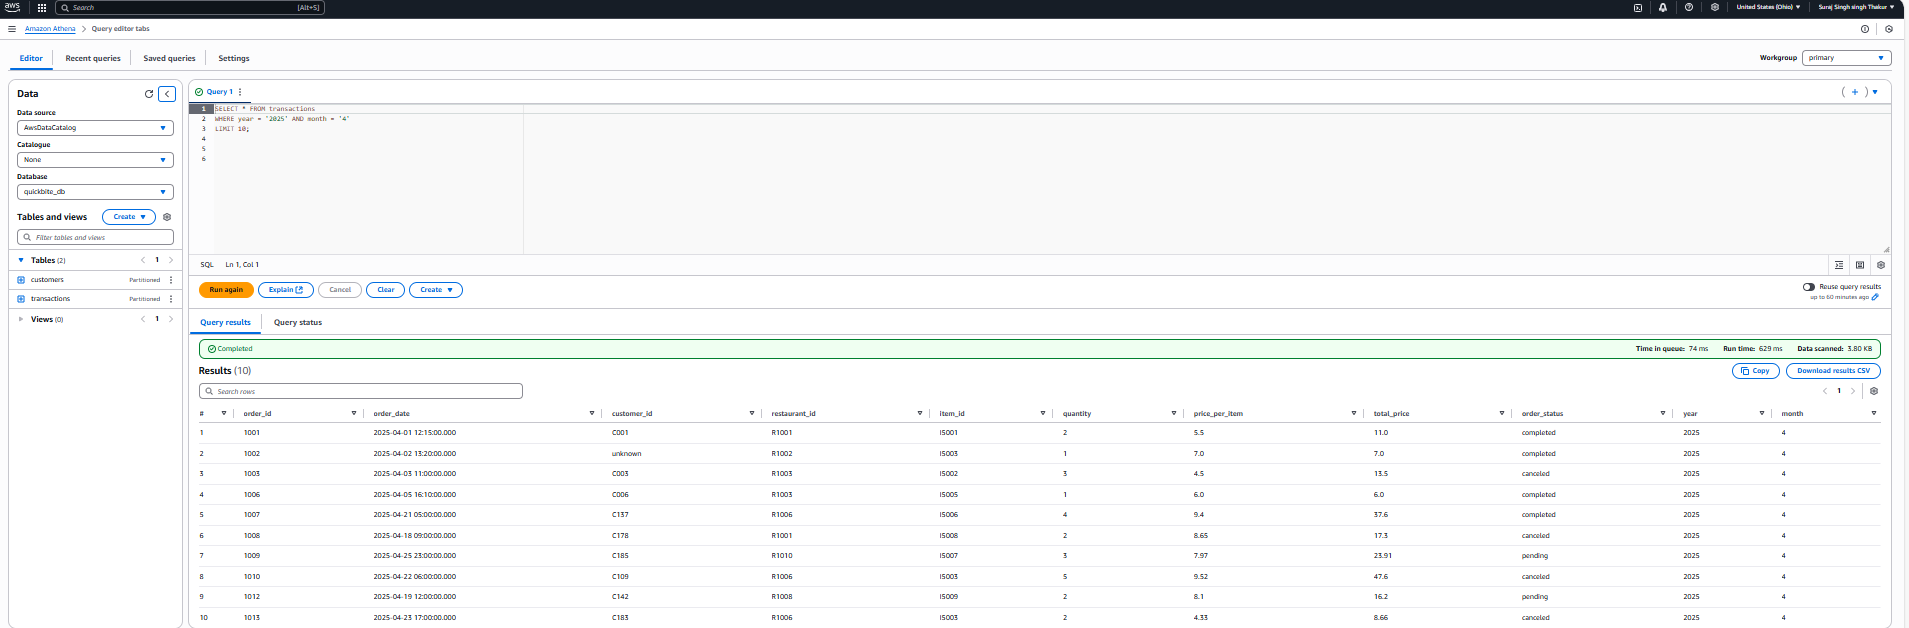 aws Search [Alt+S] United States (Ohio) Suraj Singh singh Thakur
Amazon Athena > Query editor tabs
Editor Recent queries Saved queries Settings Workgroup primary
Data
Data source
AwsDataCatalog
Catalogue
None
Database
quickbite_db
Tables and views Create
Filter tables and views
Tables (2) < 1 >
customers Partitioned
transactions Partitioned
Views (0) < 1 >
Query 1
1 SELECT * FROM transactions
2 WHERE year = '2025' AND month = '4'
3 LIMIT 10;
4
5
6
SQL Ln 1, Col 1
Run again Explain Cancel Clear Create Reuse query results
up to 60 minutes ago
Query results Query status
Completed Time in queue: 74 ms Run time: 629 ms Data scanned: 3.80 KB
Results (10) Copy Download results CSV
Search rows < 1 >
# order_id order_date customer_id restaurant_id item_id quantity price_per_item total_price order_status year month
1 1001 2025-04-01 12:15:00.000 C001 R1001 I5001 2 5.5 11.0 completed 2025 4
2 1002 2025-04-02 13:20:00.000 unknown R1002 I5003 1 7.0 7.0 completed 2025 4
3 1003 2025-04-03 11:00:00.000 C003 R1003 I5002 3 4.5 13.5 canceled 2025 4
4 1006 2025-04-05 16:10:00.000 C006 R1003 I5005 1 6.0 6.0 completed 2025 4
5 1007 2025-04-21 05:00:00.000 C137 R1006 I5006 4 9.4 37.6 completed 2025 4
6 1008 2025-04-18 09:00:00.000 C178 R1001 I5008 2 8.65 17.3 canceled 2025 4
7 1009 2025-04-25 23:00:00.000 C185 R1010 I5007 3 7.97 23.91 pending 2025 4
8 1010 2025-04-22 06:00:00.000 C109 R1006 I5003 5 9.52 47.6 canceled 2025 4
9 1012 2025-04-19 12:00:00.000 C142 R1008 I5009 2 8.1 16.2 pending 2025 4
10 1013 2025-04-23 17:00:00.000 C183 R1006 I5003 2 4.33 8.66 canceled 2025 4